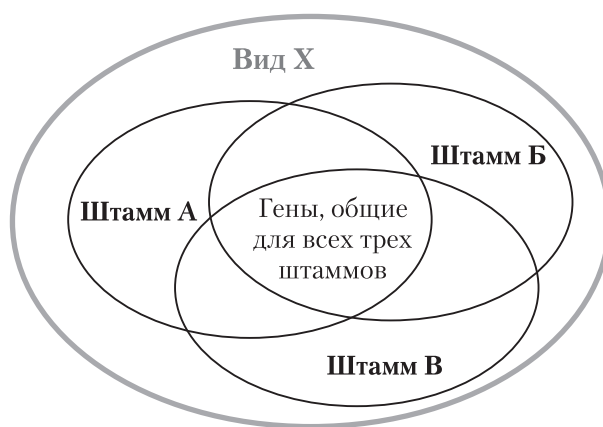 Вид X
Штамм Б
Штамм А
Гены, общие
для всех трех
штаммов
Штамм В